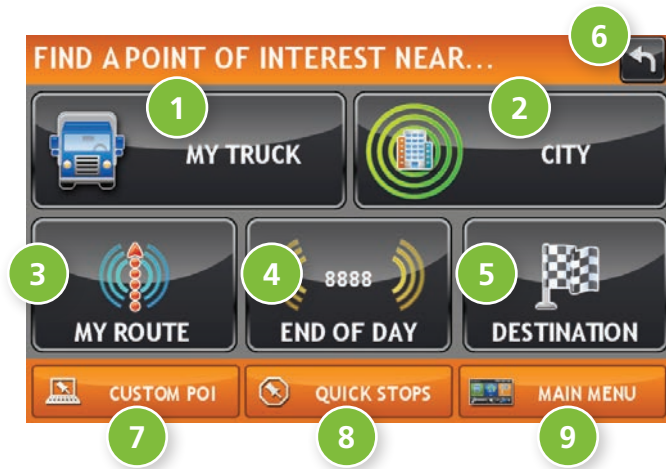 6
FIND A POINT OF INTEREST NEAR...
1
2
MY TRUCK
CITY
3
4
5
8888
MY ROUTE
END OF DAY
DESTINATION
CUSTOM POI
QUICK STOPS
MAIN MENU
7
8
9